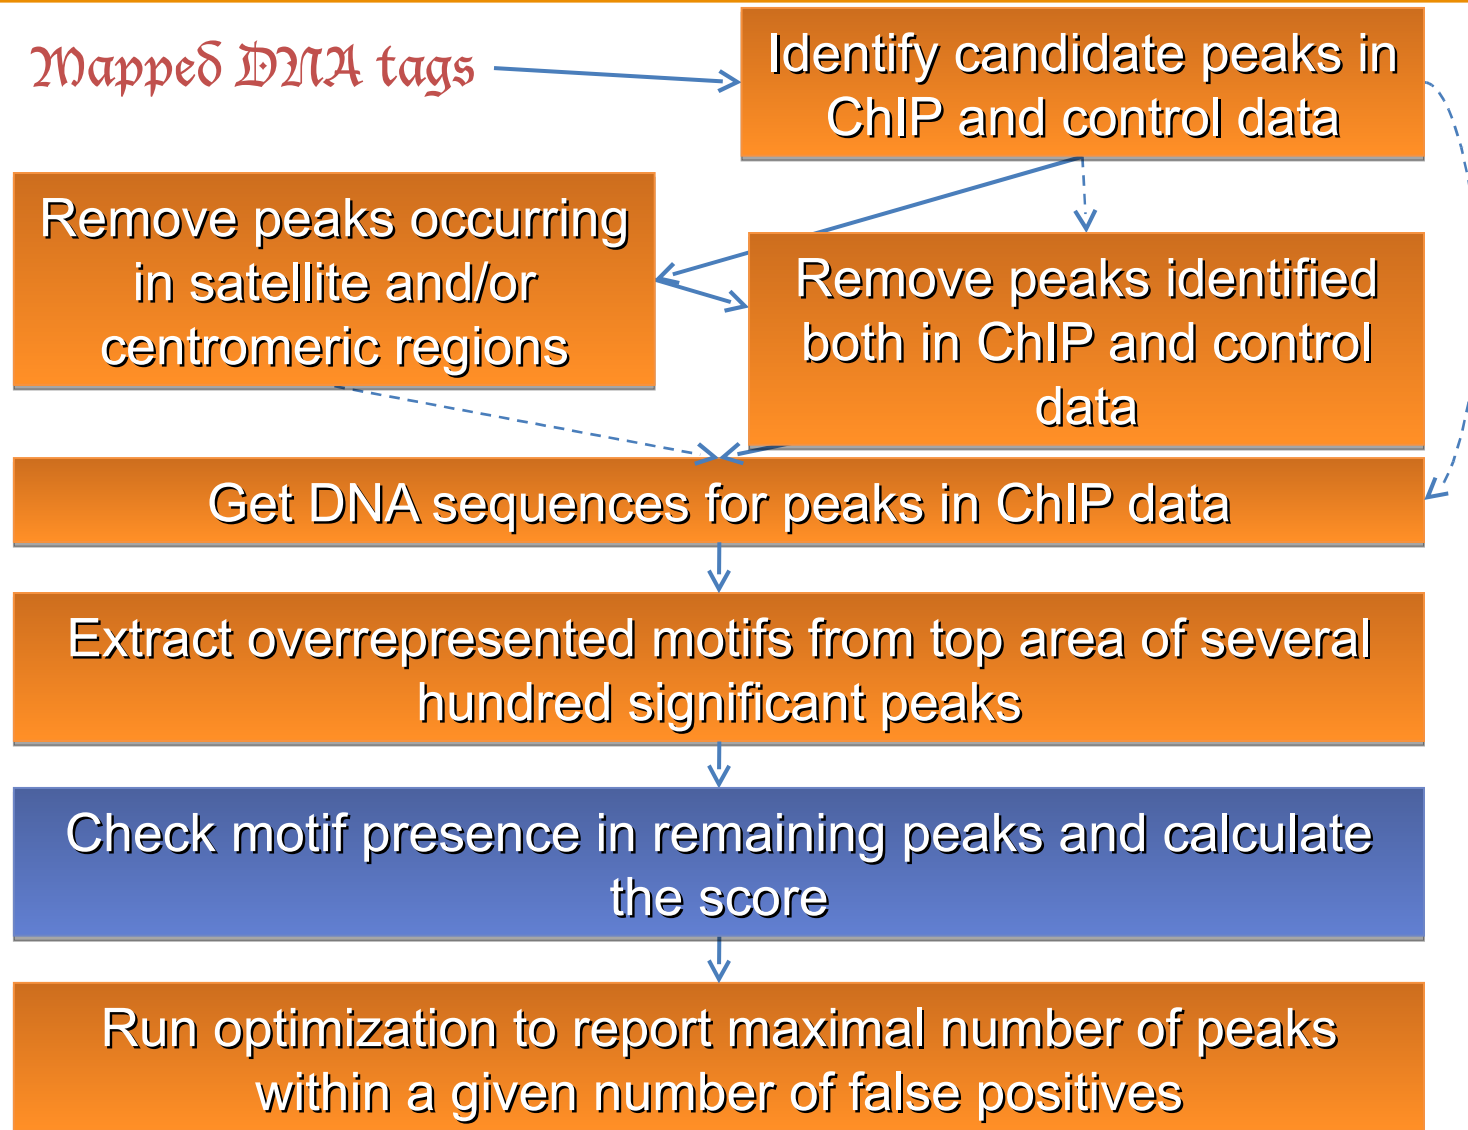 Mapped DNA tags
Identify candidate peaks in
ChIP and control data
Remove peaks occurring
in satellite and/or
centromeric regions
Remove peaks identified
both in ChIP and control
data
Get DNA sequences for peaks in ChIP data
Extract overrepresented motifs from top area of several
hundred significant peaks
Check motif presence in remaining peaks and calculate
the score
Run optimization to report maximal number of peaks
within a given number of false positives